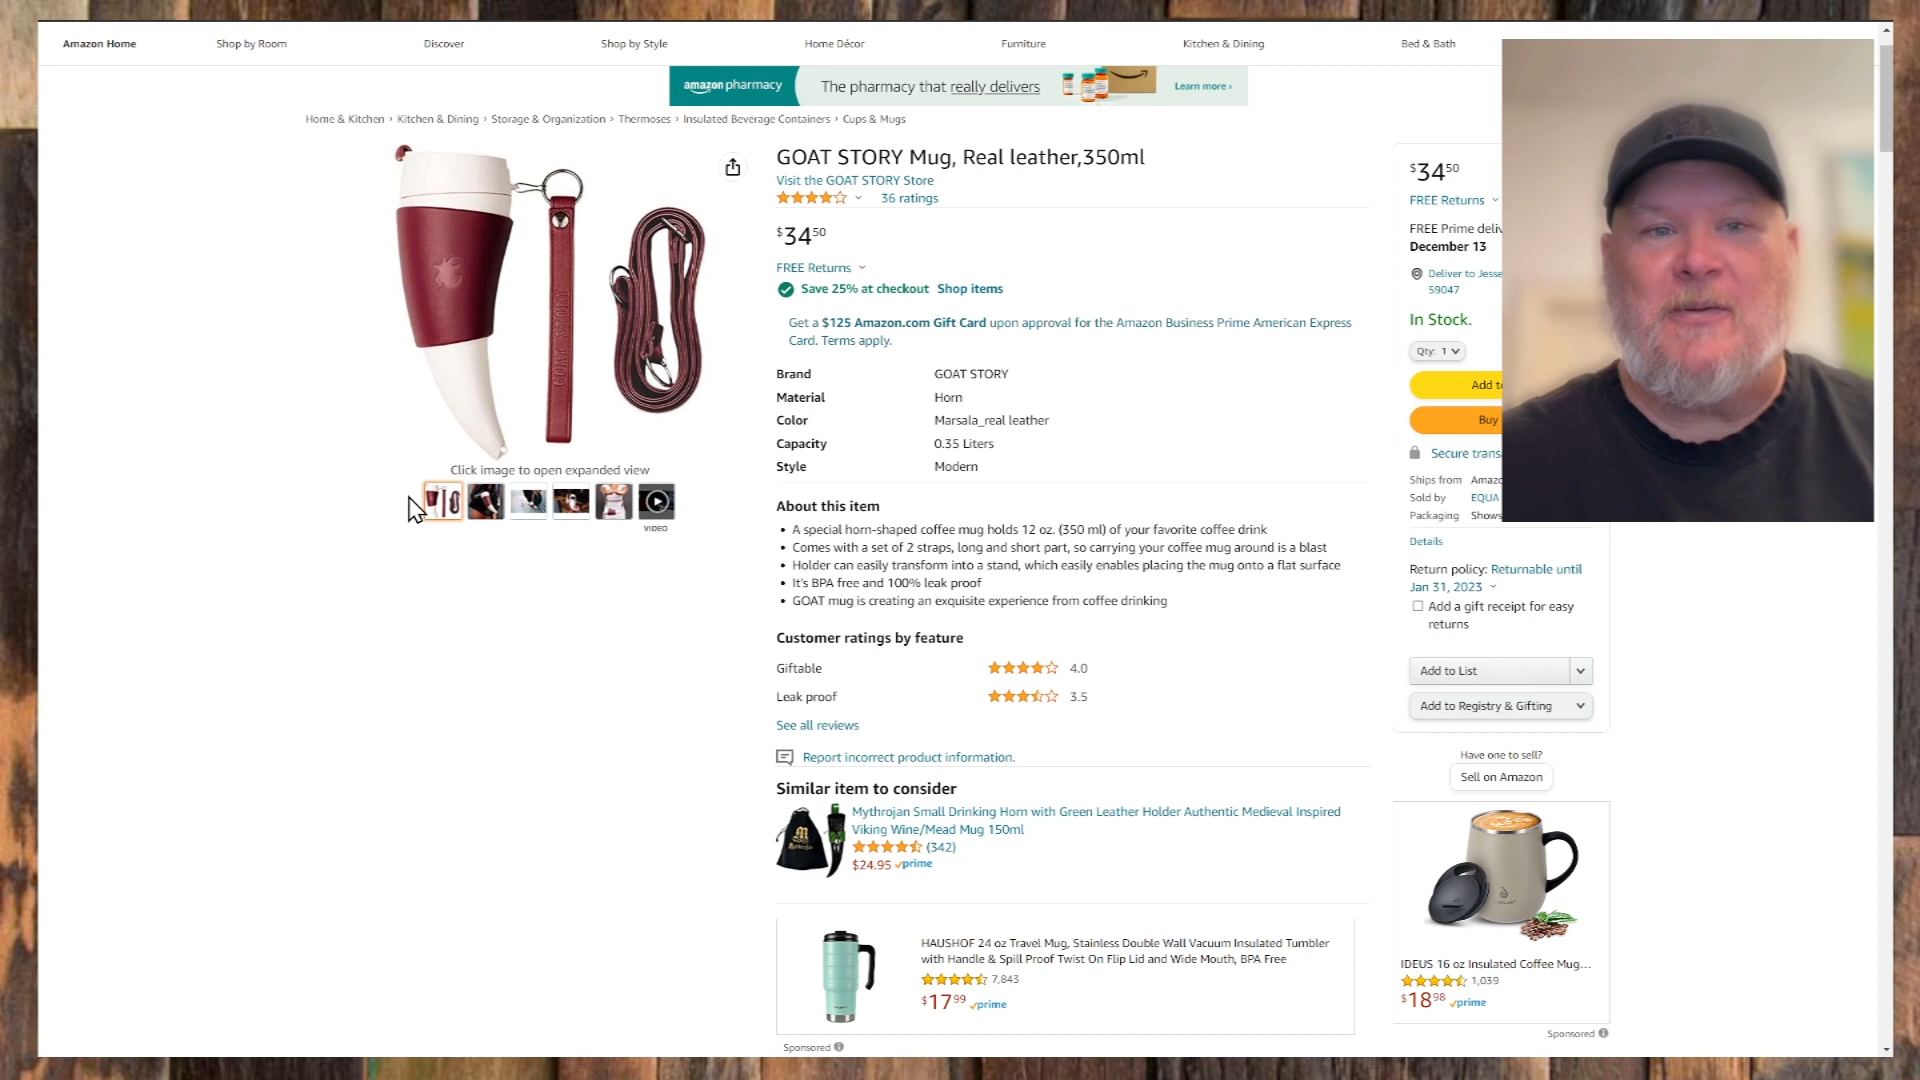 Amazon Home
Shop by Room
Discover
Shop by Style
Home Décor
Furniture
Kitchen & Dining
Bed & Bath
amazon pharmacy
The pharmacy that really delivers
Learn more ›
Home & Kitchen › Kitchen & Dining › Storage & Organization › Thermoses › Insulated Beverage Containers › Cups & Mugs
GOAT STORY
Click image to open expanded view
VIDEO
GOAT STORY Mug, Real leather,350ml
Visit the GOAT STORY Store
36 ratings
$3450
FREE Returns
Save 25% at checkout Shop items
Get a $125 Amazon.com Gift Card upon approval for the Amazon Business Prime American Express
Card. Terms apply.
Brand GOAT STORY
Material Horn
Color Marsala_real leather
Capacity 0.35 Liters
Style Modern
About this item
• A special horn-shaped coffee mug holds 12 oz. (350 ml) of your favorite coffee drink
• Comes with a set of 2 straps, long and short part, so carrying your coffee mug around is a blast
• Holder can easily transform into a stand, which easily enables placing the mug onto a flat surface
• It's BPA free and 100% leak proof
• GOAT mug is creating an exquisite experience from coffee drinking
Customer ratings by feature
Giftable 4.0
Leak proof 3.5
See all reviews
Report incorrect product information.
Similar item to consider
Mythrojan Small Drinking Horn with Green Leather Holder Authentic Medieval Inspired
Viking Wine/Mead Mug 150ml
(342)
$24.95 prime
HAUSHOF 24 oz Travel Mug, Stainless Double Wall Vacuum Insulated Tumbler
with Handle & Spill Proof Twist On Flip Lid and Wide Mouth, BPA Free
7,843
$1799 prime
Sponsored
$3450
FREE Returns
FREE Prime deliv
December 13
Deliver to Jesse
59047
In Stock.
Qty: 1
Add t
Buy
Secure trans
Ships from Amazo
Sold by EQUA
Packaging Shows
Details
Return policy: Returnable until
Jan 31, 2023
Add a gift receipt for easy
returns
Add to List
Add to Registry & Gifting
Have one to sell?
Sell on Amazon
IDEUS 16 oz Insulated Coffee Mug...
1,039
$1898 prime
Sponsored